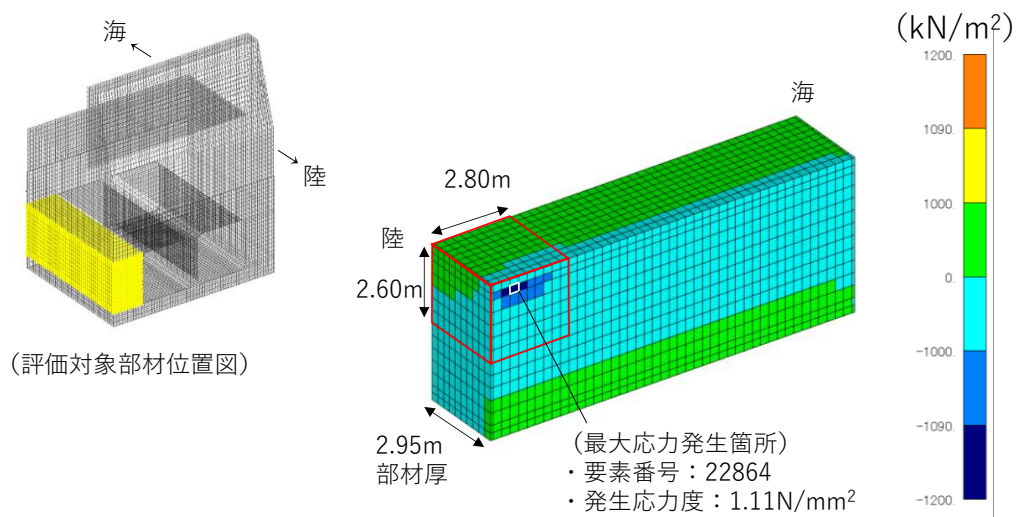 海
陸
(評価対象部材位置図)
海
2.80m
陸
2.60m
2.95m
部材厚
(最大応力発生箇所)
・要素番号：22864
・発生応力度：1.11N/mm²
(kN/m²)
1200.
1090.
1000.
0.
-1000.
-1090.
-1200.